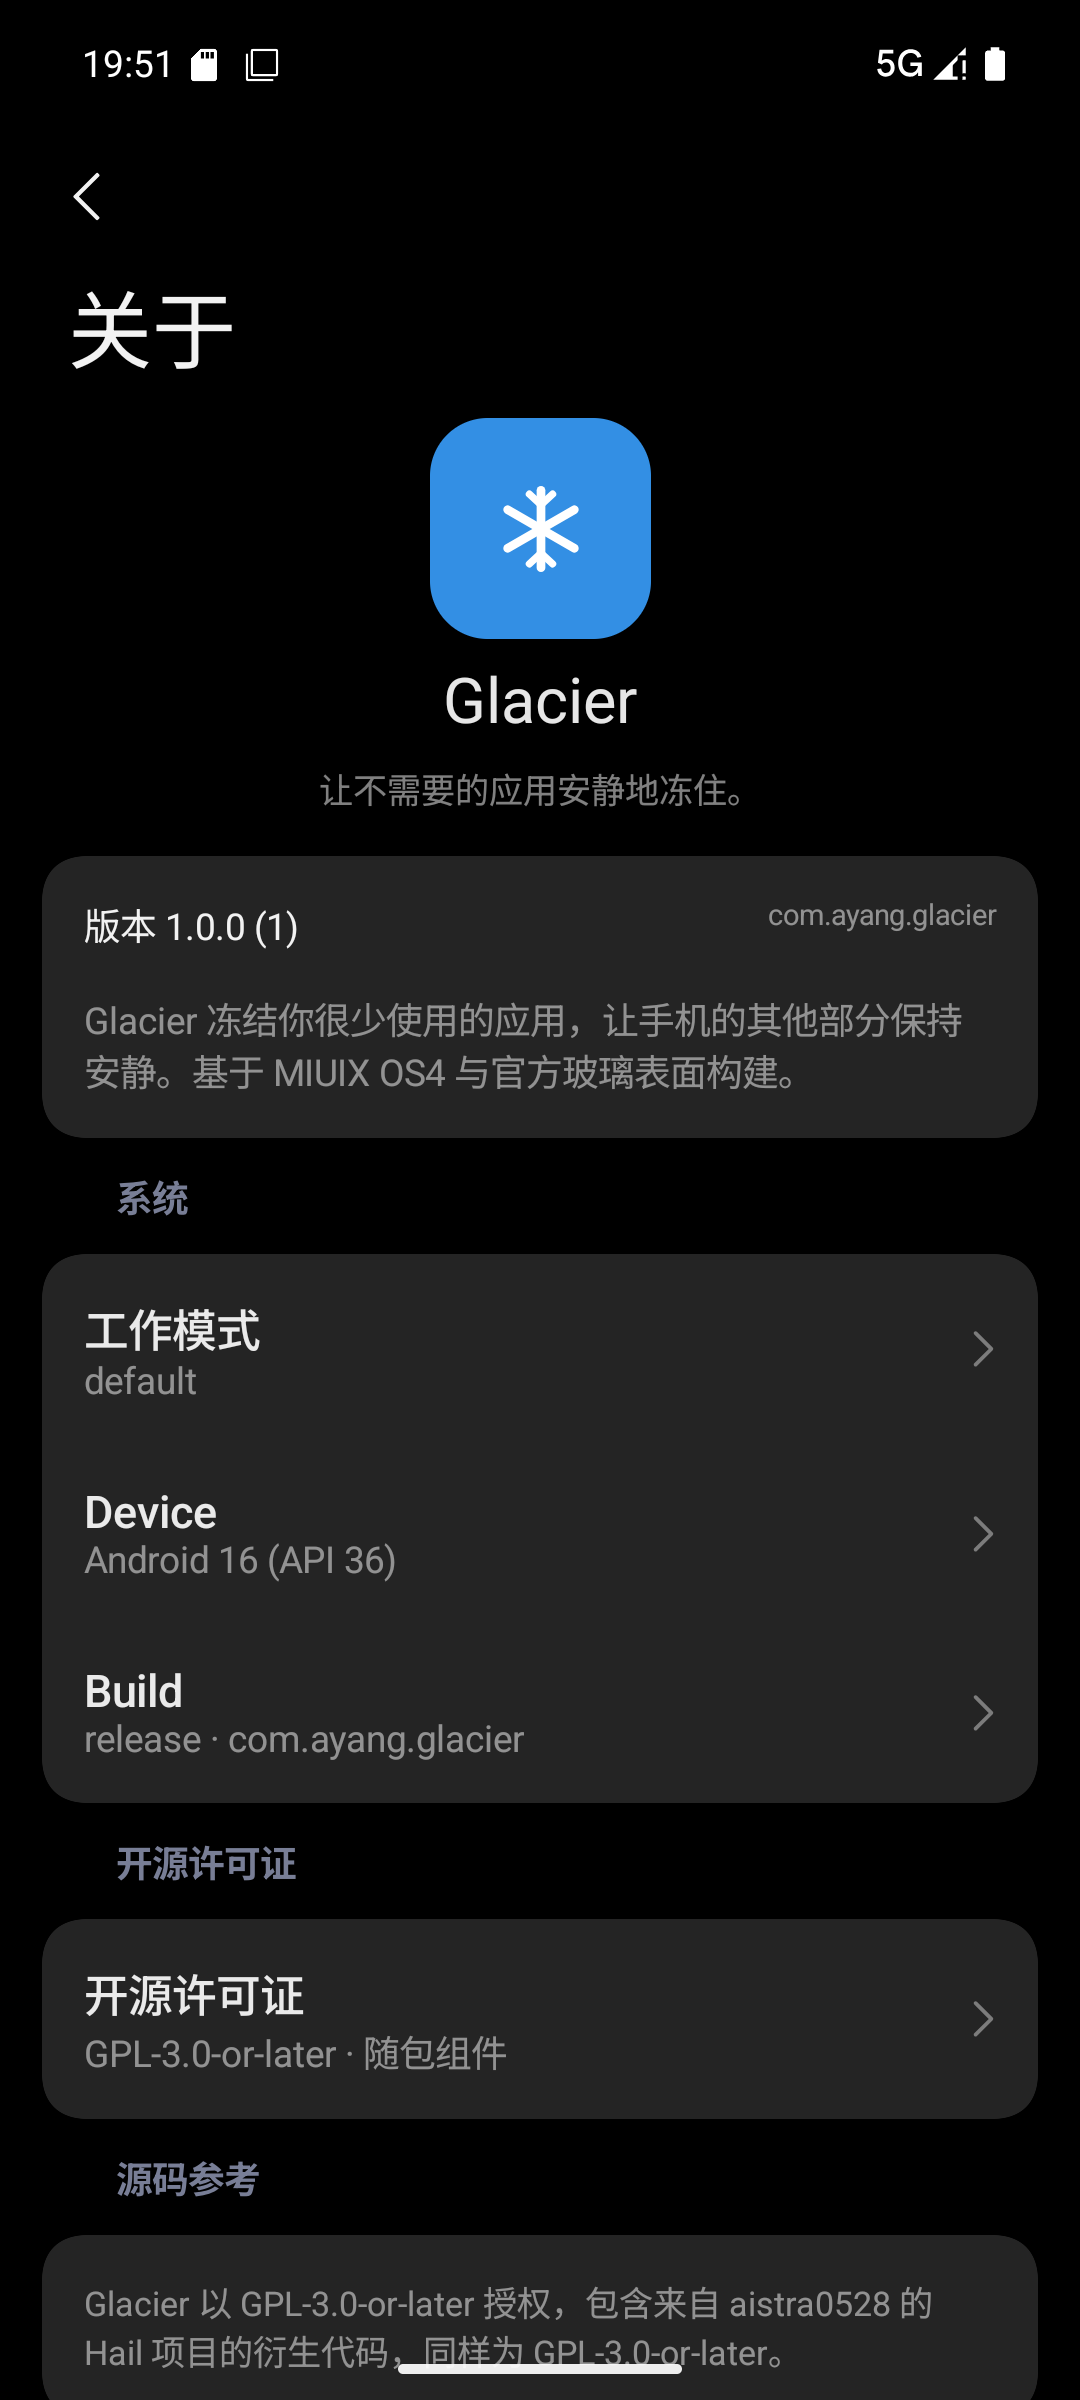 19:51
5G
关于
Glacier
让不需要的应用安静地冻住。
版本 1.0.0 (1)
com.ayang.glacier
Glacier 冻结你很少使用的应用，让手机的其他部分保持
安静。基于 MIUIX OS4 与官方玻璃表面构建。
系统
工作模式
default
Device
Android 16 (API 36)
Build
release · com.ayang.glacier
开源许可证
开源许可证
GPL-3.0-or-later · 随包组件
源码参考
Glacier 以 GPL-3.0-or-later 授权，包含来自 aistra0528 的
Hail 项目的衍生代码，同样为 GPL-3.0-or-later。